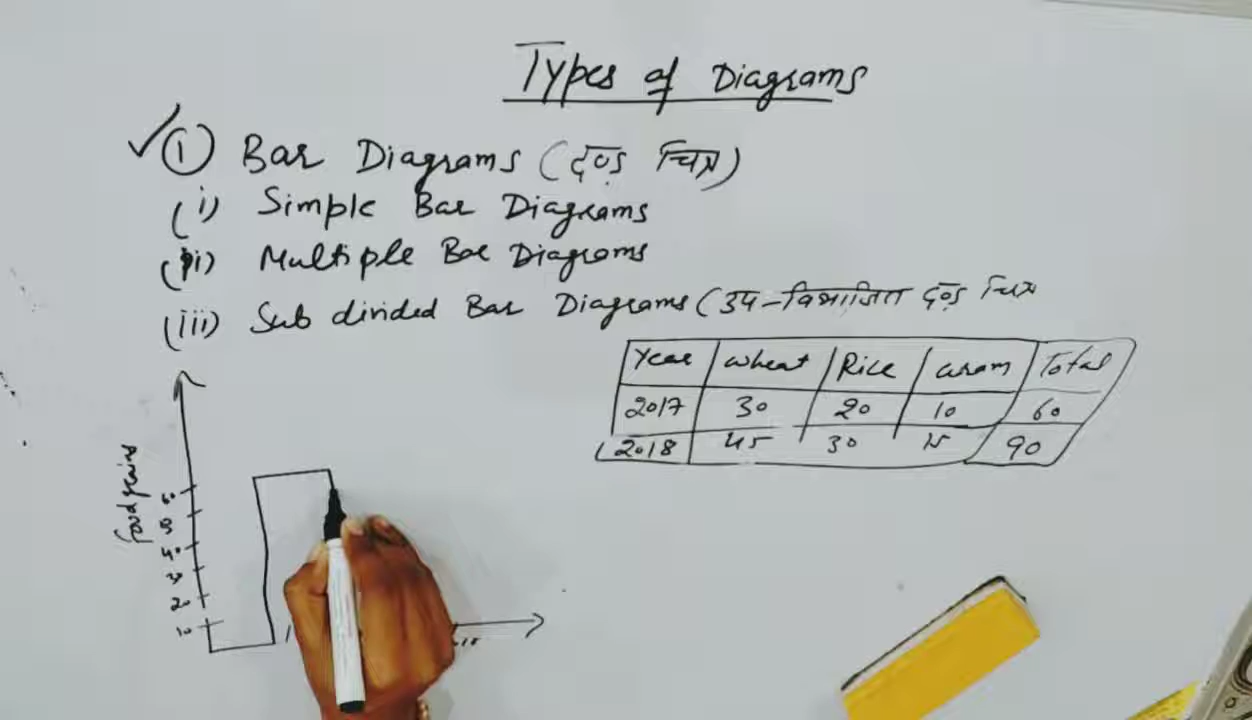 Types of Diagrams
✓① Bar Diagrams (दण्ड चित्र)
(i) Simple Bar Diagrams
(ii) Multiple Bar Diagrams
(iii) Sub divided Bar Diagrams (उप-विभाजित दण्ड चित्र
Year Wheat Rice Gram Total
2017 30 20 10 60
2018 45 30 15 90
food grains
60
50
40
30
20
10